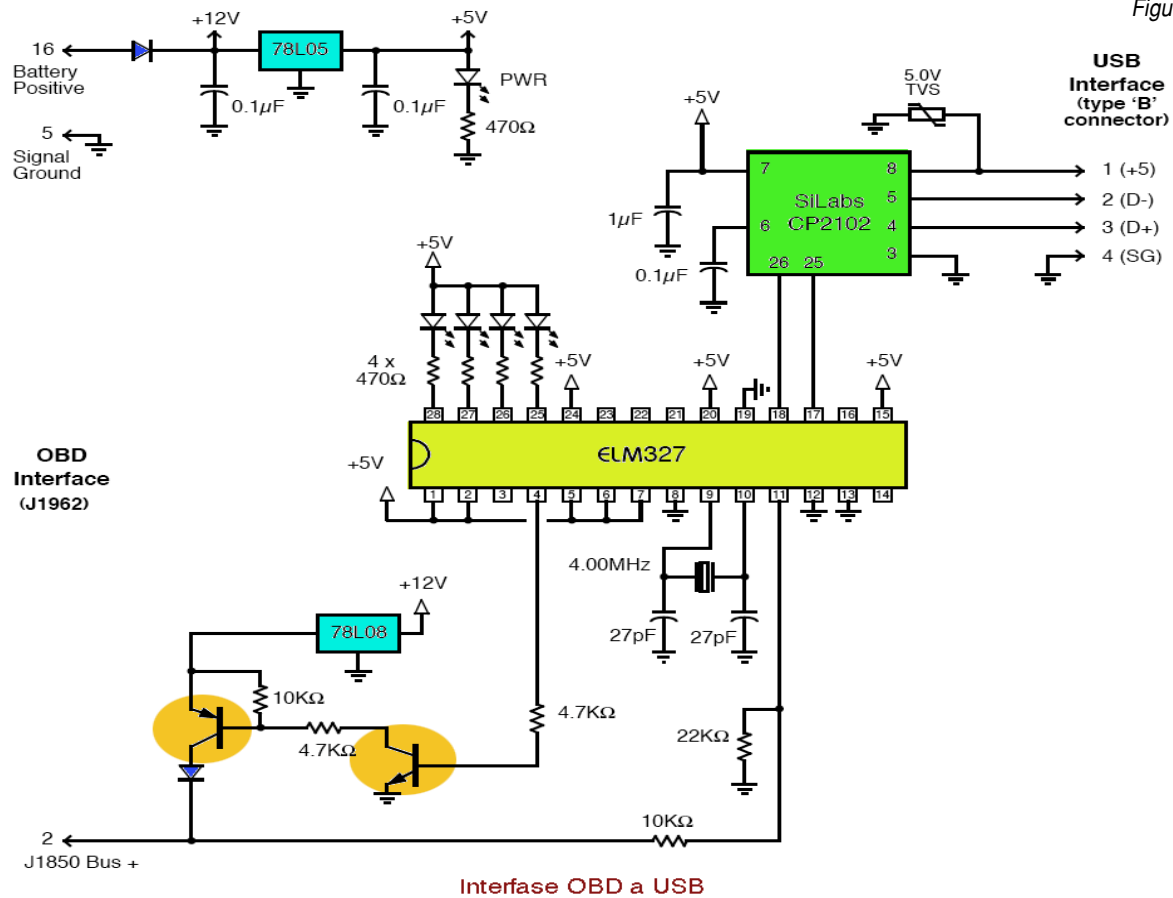 Figu
16
Battery
Positive
+12V
78L05
+5V
0.1µF
0.1µF
PWR
470Ω
5
Signal
Ground
USB
Interface
(type ‘B’
connector)
5.0V
TVS
+5V
7
8
1 (+5)
SiLabs
CP2102
5
2 (D-)
1µF
6
4
3 (D+)
0.1µF
26
25
3
4 (SG)
+5V
4 x
470Ω
+5V
+5V
+5V
28
27
26
25
24
23
22
21
20
19
18
17
16
15
ELM327
OBD
Interface
(J1962)
+5V
1
2
3
4
5
6
7
8
9
10
11
12
13
14
4.00MHz
27pF
27pF
+12V
78L08
10KΩ
4.7KΩ
4.7KΩ
22KΩ
10KΩ
2
J1850 Bus +
Interfase OBD a USB